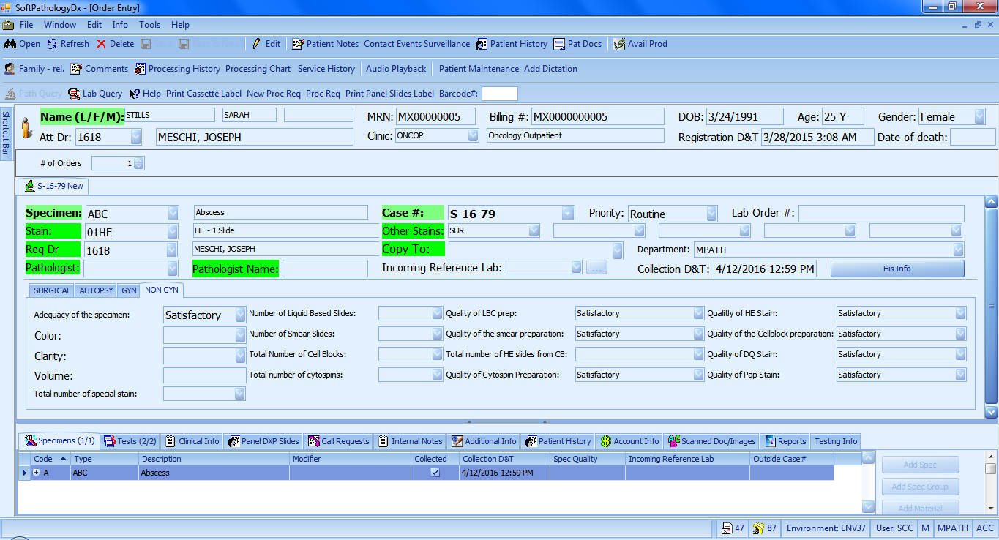 SoftPathologyDx - [Order Entry]
File Window Edit Info Tools Help
Open Refresh Delete Save Edit Patient Notes Contact Events Surveillance Patient History Pat Docs Avail Prod
Family - rel. Comments Processing History Processing Chart Service History Audio Playback Patient Maintenance Add Dictation
Path Query Lab Query Help Print Cassette Label New Proc Req Proc Req Print Panel Slides Label Barcode#:
Shortcut Bar
Name (L/F/M): STILLS SARAH MRN: MX00000005 Billing #: MX0000000005 DOB: 3/24/1991 Age: 25 Y Gender: Female
Att Dr: 1618 MESCHI, JOSEPH Clinic: ONCOP Oncology Outpatient Registration D&T 3/28/2015 3:08 AM Date of death:
# of Orders 1
S-16-79 New
Specimen: ABC Abscess Case #: S-16-79 Priority: Routine Lab Order #:
Stain: 01HE HE - 1 Slide Other Stains: SUR
Req Dr 1618 MESCHI, JOSEPH Copy To: Department: MPATH
Pathologist: Pathologist Name: Incoming Reference Lab: ... Collection D&T: 4/12/2016 12:59 PM His Info
SURGICAL AUTOPSY GYN NON GYN
Adequacy of the specimen: Satisfactory Number of Liquid Based Slides: Quality of LBC prep: Satisfactory Qualitly of HE Stain: Satisfactory
Color: Number of Smear Slides: Quality of the smear preparation: Satisfactory Quality of the Cellblock preparation: Satisfactory
Clarity: Total Number of Cell Blocks: Total number of HE slides from CB: Quality of DQ Stain: Satisfactory
Volume: Total number of cytospins: Quality of Cytospin Preparation: Satisfactory Quality of Pap Stain: Satisfactory
Total number of special stain:
Specimens (1/1) Tests (2/2) Clinical Info Panel DXP Slides Call Requests Internal Notes Additional Info Patient History Account Info Scanned Doc/Images Reports Testing Info
Code Type Description Modifier Collected Collection D&T Spec Quality Incoming Reference Lab Outside Case#
A ABC Abscess 4/12/2016 12:59 PM
Add Spec
Add Spec Group
Add Material
47 87 Environment: ENV37 User: SCC M MPATH ACC